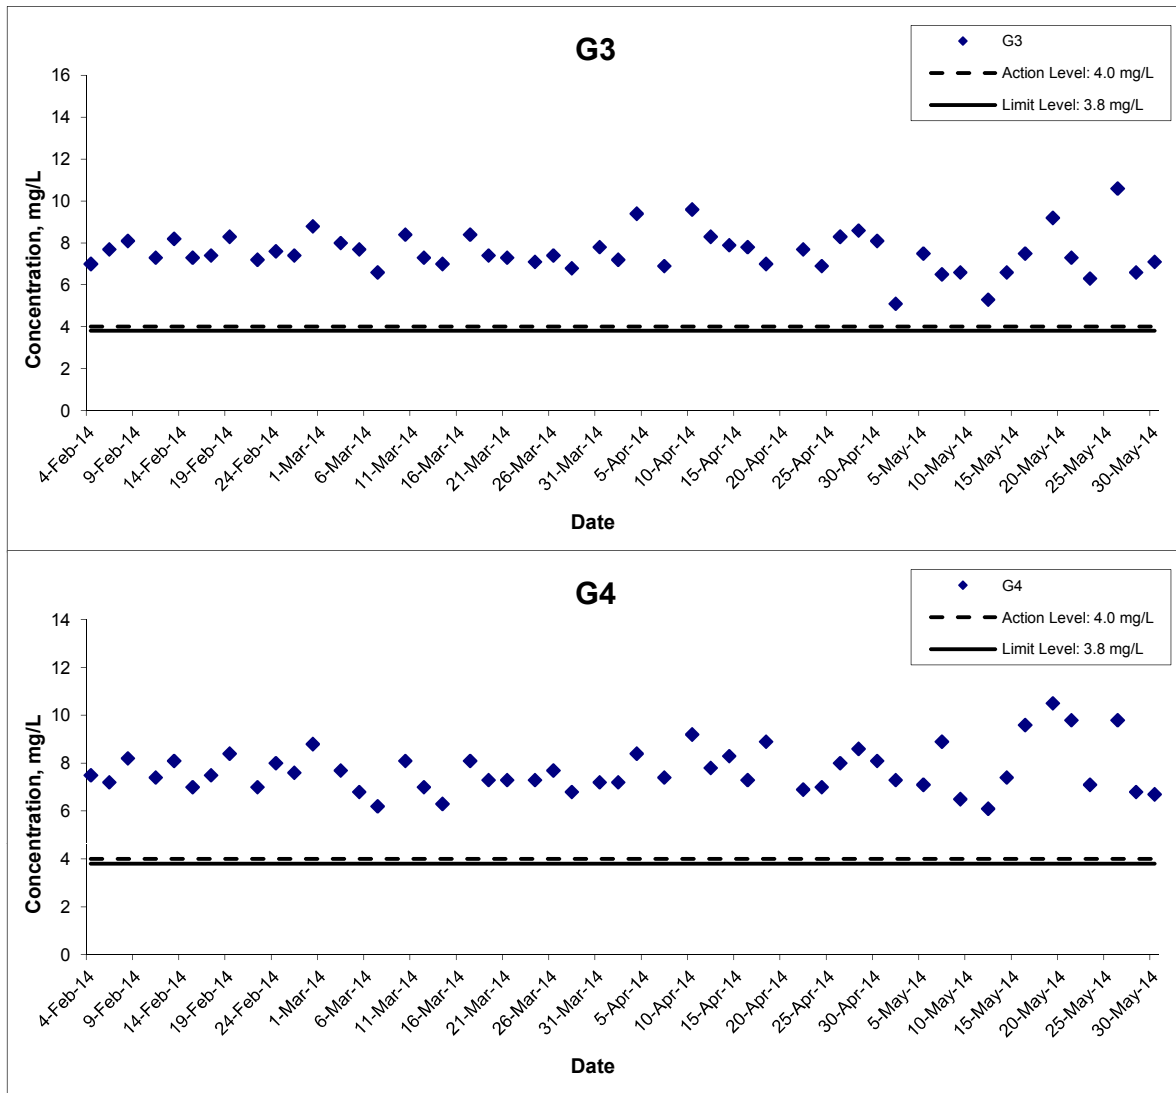 G3
G3
Action Level: 4.0 mg/L
Limit Level: 3.8 mg/L
Concentration, mg/L
16
14
12
10
8
6
4
2
0
4-Feb-14 9-Feb-14 14-Feb-14 19-Feb-14 24-Feb-14 1-Mar-14 6-Mar-14 11-Mar-14 16-Mar-14 21-Mar-14 26-Mar-14 31-Mar-14 5-Apr-14 10-Apr-14 15-Apr-14 20-Apr-14 25-Apr-14 30-Apr-14 5-May-14 10-May-14 15-May-14 20-May-14 25-May-14 30-May-14
Date
G4
G4
Action Level: 4.0 mg/L
Limit Level: 3.8 mg/L
Concentration, mg/L
14
12
10
8
6
4
2
0
4-Feb-14 9-Feb-14 14-Feb-14 19-Feb-14 24-Feb-14 1-Mar-14 6-Mar-14 11-Mar-14 16-Mar-14 21-Mar-14 26-Mar-14 31-Mar-14 5-Apr-14 10-Apr-14 15-Apr-14 20-Apr-14 25-Apr-14 30-Apr-14 5-May-14 10-May-14 15-May-14 20-May-14 25-May-14 30-May-14
Date